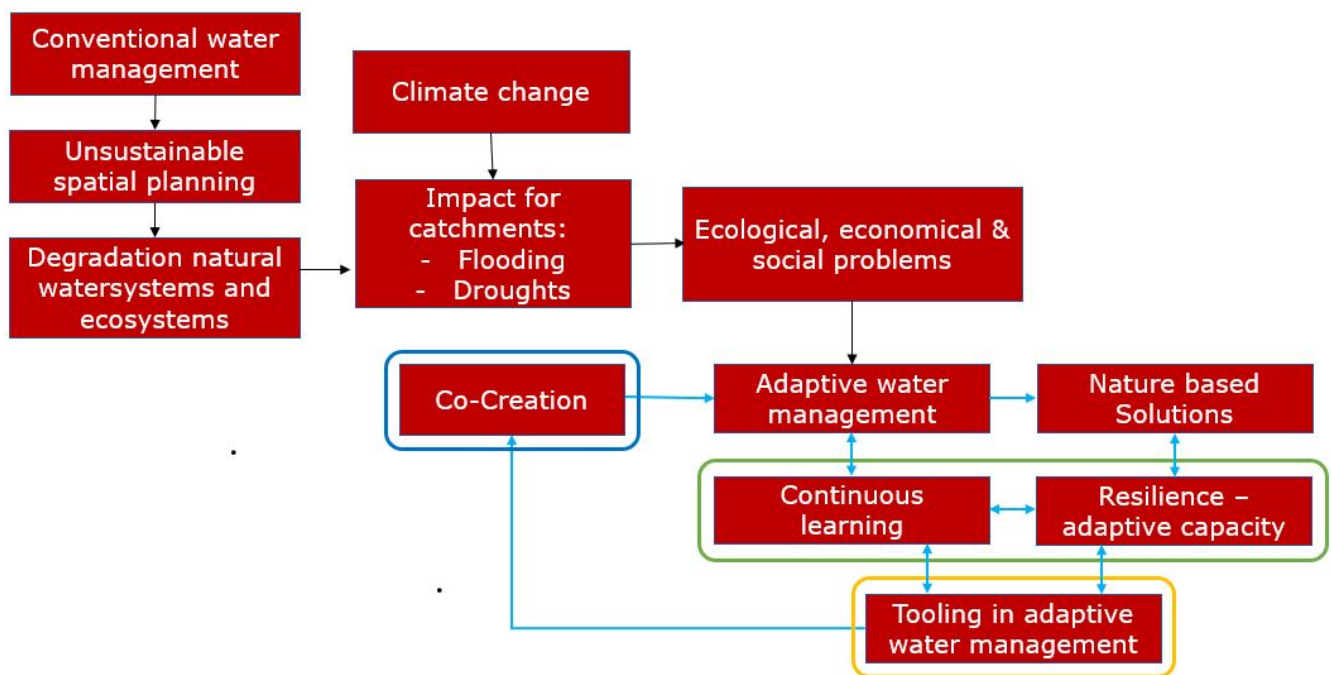 Conventional water
management
Climate change
Unsustainable
spatial planning
Impact for
catchments:
- Flooding
- Droughts
Ecological, economical &
social problems
Degradation natural
watersystems and
ecosystems
Co-Creation
Adaptive water
management
Nature based
Solutions
Continuous
learning
Resilience –
adaptive capacity
Tooling in adaptive
water management